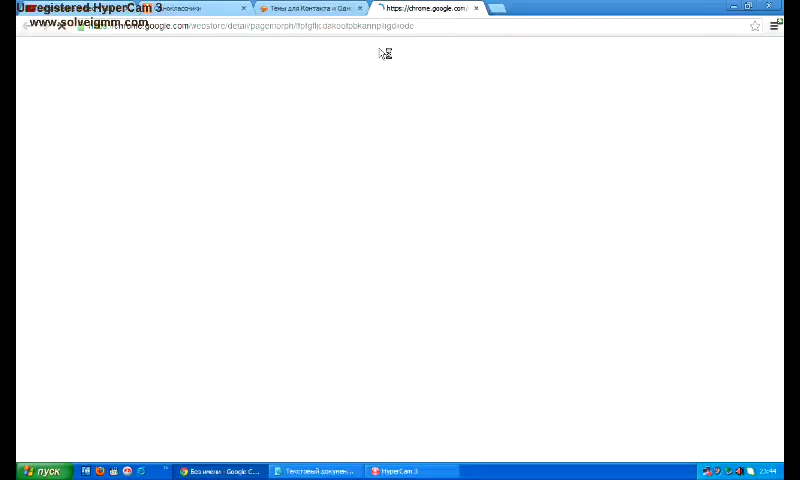 Unregistered HyperCam 3
www.solveigmm.com
Темы для Контакта и Одн
https://chrome.google.com/
https://chrome.google.com/webstore/detail/pagemorph/
пуск
Без имени - Google C...
Текстовый докумен...
HyperCam 3
23:44